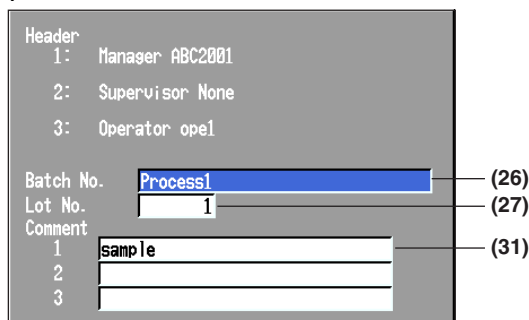 Header
1: Manager ABC2001
2: Supervisor None
3: Operator ope1
Batch No. Process1 (26)
Lot No. 1 (27)
Comment
1 sample (31)
2
3